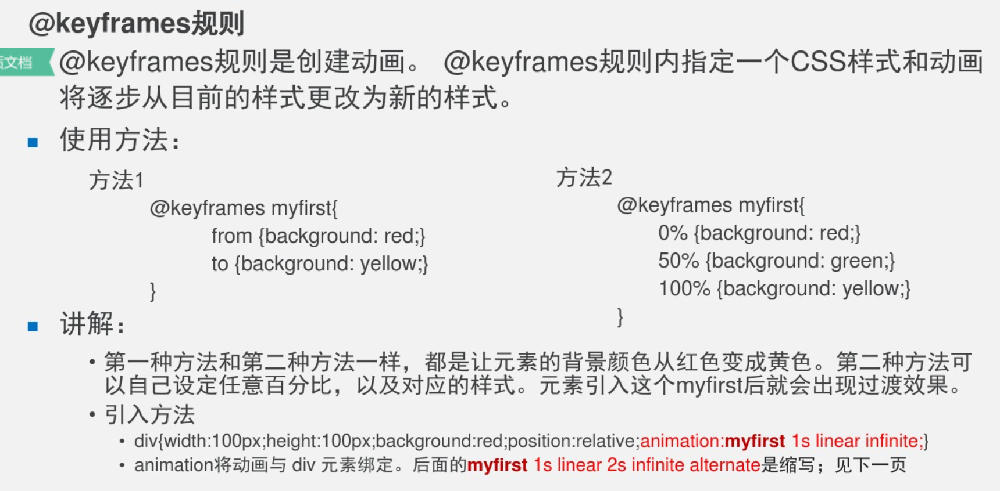 @keyframes规则
文档
@keyframes规则是创建动画。 @keyframes规则内指定一个CSS样式和动画
将逐步从目前的样式更改为新的样式。
使用方法：
方法1
@keyframes myfirst{
from {background: red;}
to {background: yellow;}
}
方法2
@keyframes myfirst{
0% {background: red;}
50% {background: green;}
100% {background: yellow;}
}
讲解：
• 第一种方法和第二种方法一样，都是让元素的背景颜色从红色变成黄色。第二种方法可
以自己设定任意百分比，以及对应的样式。元素引入这个myfirst后就会出现过渡效果。
• 引入方法
• div{width:100px;height:100px;background:red;position:relative;animation:myfirst 1s linear infinite;}
• animation将动画与 div 元素绑定。后面的myfirst 1s linear 2s infinite alternate是缩写；见下一页